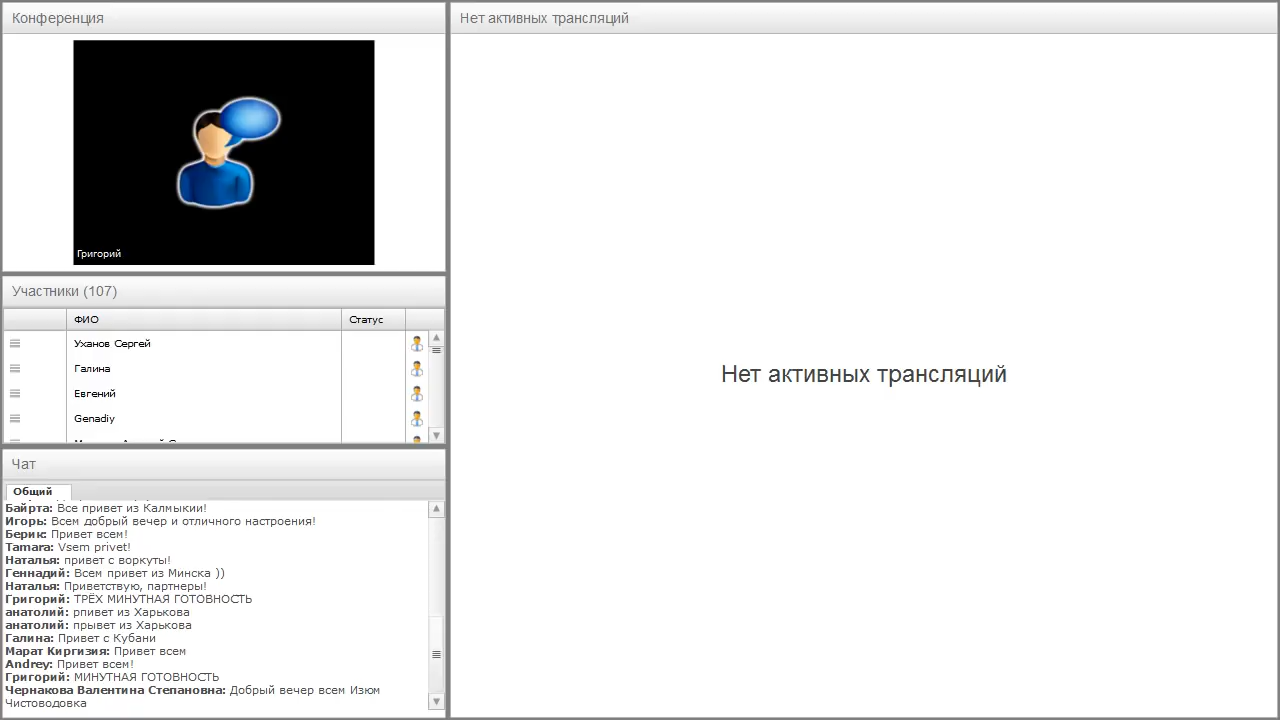 Конференция
Григорий
Участники (107)
ФИО Статус
Уханов Сергей
Галина
Евгений
Genadiy
Чат
Общий
Байрта: Все привет из Калмыкии!
Игорь: Всем добрый вечер и отличного настроения!
Берик: Привет всем!
Tamara: Vsem privet!
Наталья: привет с воркуты!
Геннадий: Всем привет из Минска ))
Наталья: Приветствую, партнеры!
Григорий: ТРЁХ МИНУТНАЯ ГОТОВНОСТЬ
анатолий: рпивет из Харькова
анатолий: прывет из Харькова
Галина: Привет с Кубани
Марат Киргизия: Привет всем
Andrey: Привет всем!
Григорий: МИНУТНАЯ ГОТОВНОСТЬ
Чернакова Валентина Степановна: Добрый вечер всем Изюм
Чистоводовка
Нет активных трансляций
Нет активных трансляций